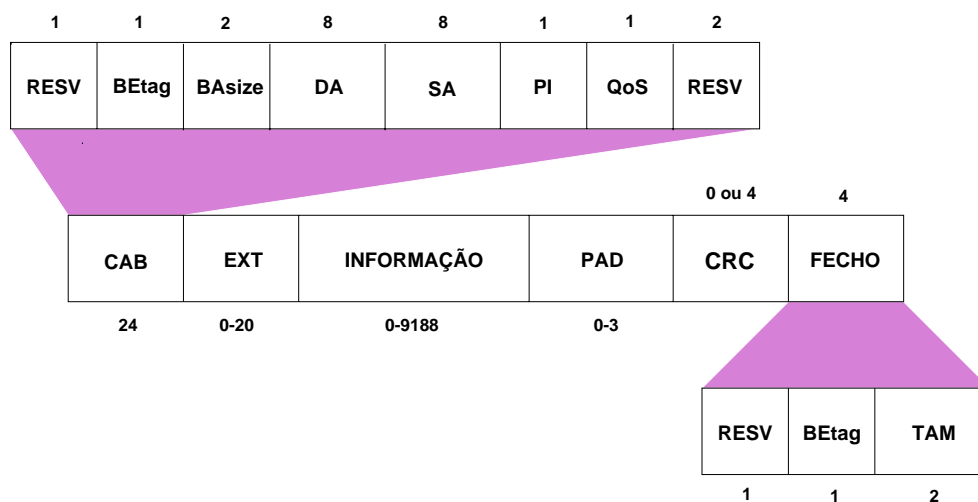 1 1 2 8 8 1 1 2
RESV BEtag BAsize DA SA PI QoS RESV
0 ou 4 4
CAB EXT INFORMAÇÃO PAD CRC FECHO
24 0-20 0-9188 0-3
RESV BEtag TAM
1 1 2